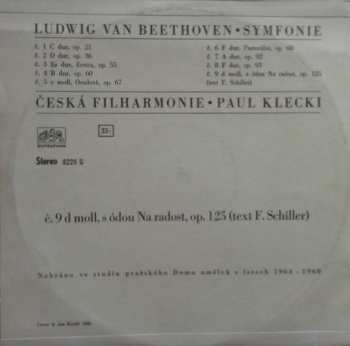 LUDWIG VAN BEETHOVEN • SYMFONIE
č. 1 C dur, op. 21
č. 2 D dur, op. 36
č. 3 Es dur, Eroica, op. 55
č. 4 B dur, op. 60
č. 5 c moll, Osudová, op. 67
č. 6 F dur, Pastorální, op. 68
č. 7 A dur, op. 92
č. 8 F dur, op. 93
č. 9 d moll, s ódou Na radost, op. 125
(text F. Schiller)
ČESKÁ FILHARMONIE • PAUL KLECKI
SUPRAPHON
33
Stereo 8229 G
č. 9 d moll, s ódou Na radost, op. 125 (text F. Schiller)
Nahráno ve studiu pražského Domu umělců v letech 1964 - 1968